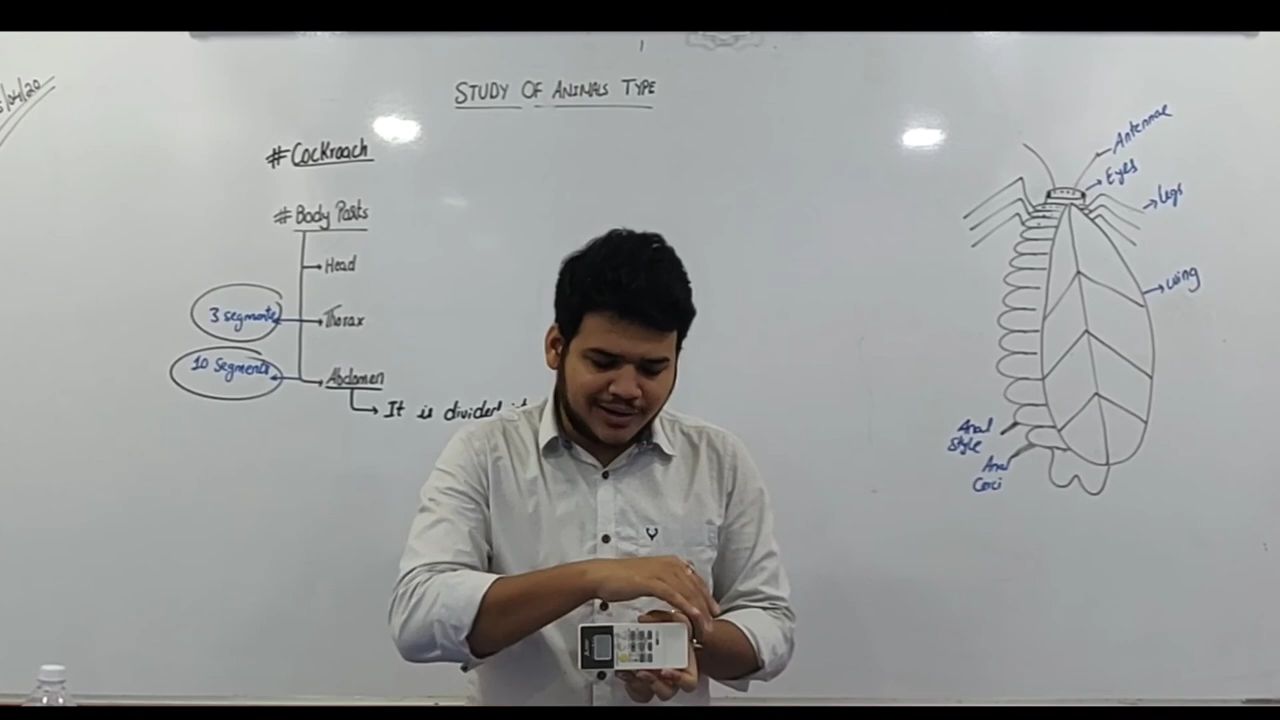 STUDY OF ANIMALS TYPE
# Cockroach
# Body Parts
Head
3 segments
Thorax
10 Segments
Abdomen
It is divided
Antennae
Eyes
Legs
wing
Anal
Style
Anal
Cerci